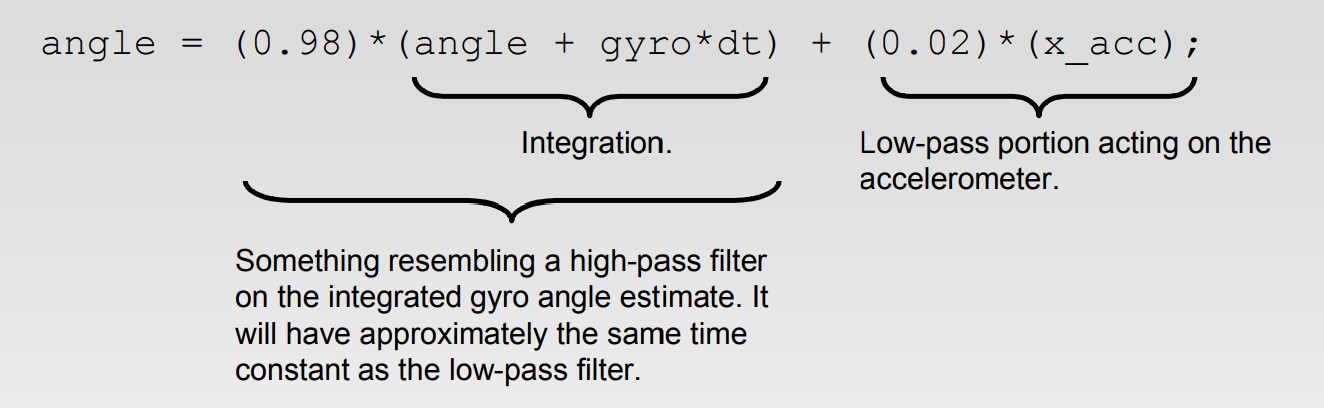 angle = (0.98)*(angle + gyro*dt) + (0.02)*(x_acc);
Integration.
Low-pass portion acting on the
accelerometer.
Something resembling a high-pass filter
on the integrated gyro angle estimate. It
will have approximately the same time
constant as the low-pass filter.